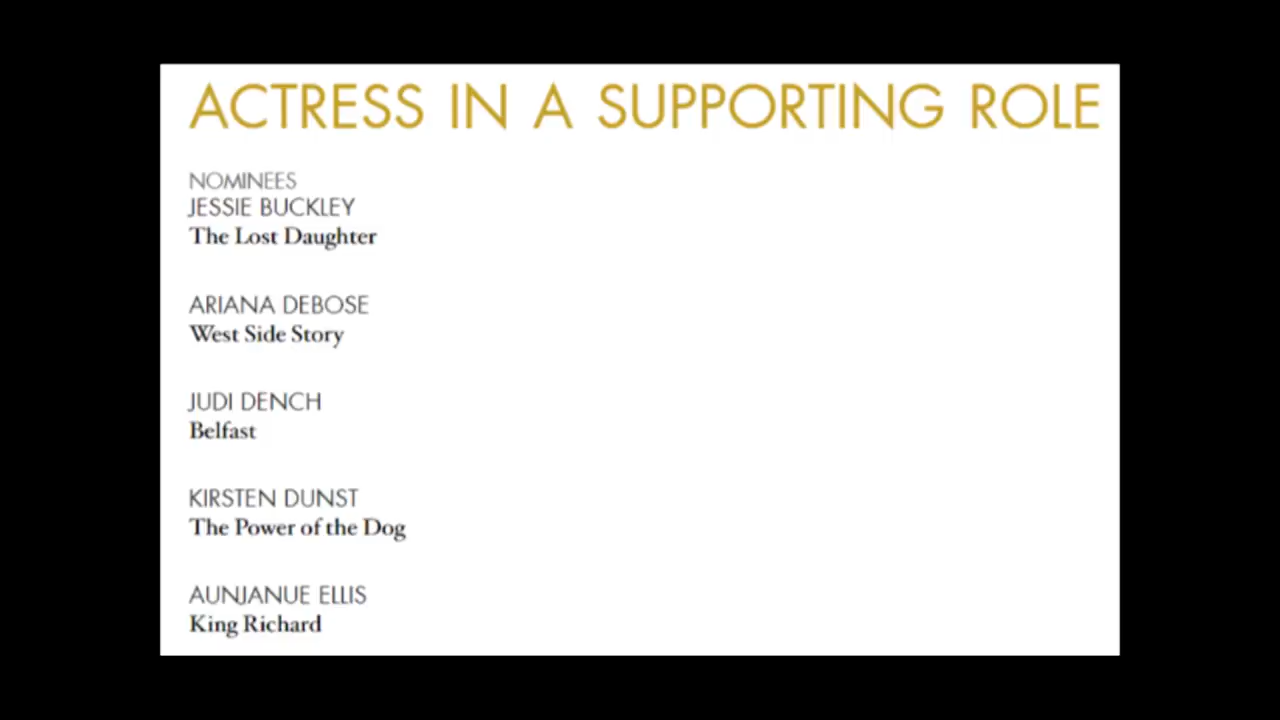 ACTRESS IN A SUPPORTING ROLE
NOMINEES
JESSIE BUCKLEY
The Lost Daughter
ARIANA DEBOSE
West Side Story
JUDI DENCH
Belfast
KIRSTEN DUNST
The Power of the Dog
AUNJANUE ELLIS
King Richard